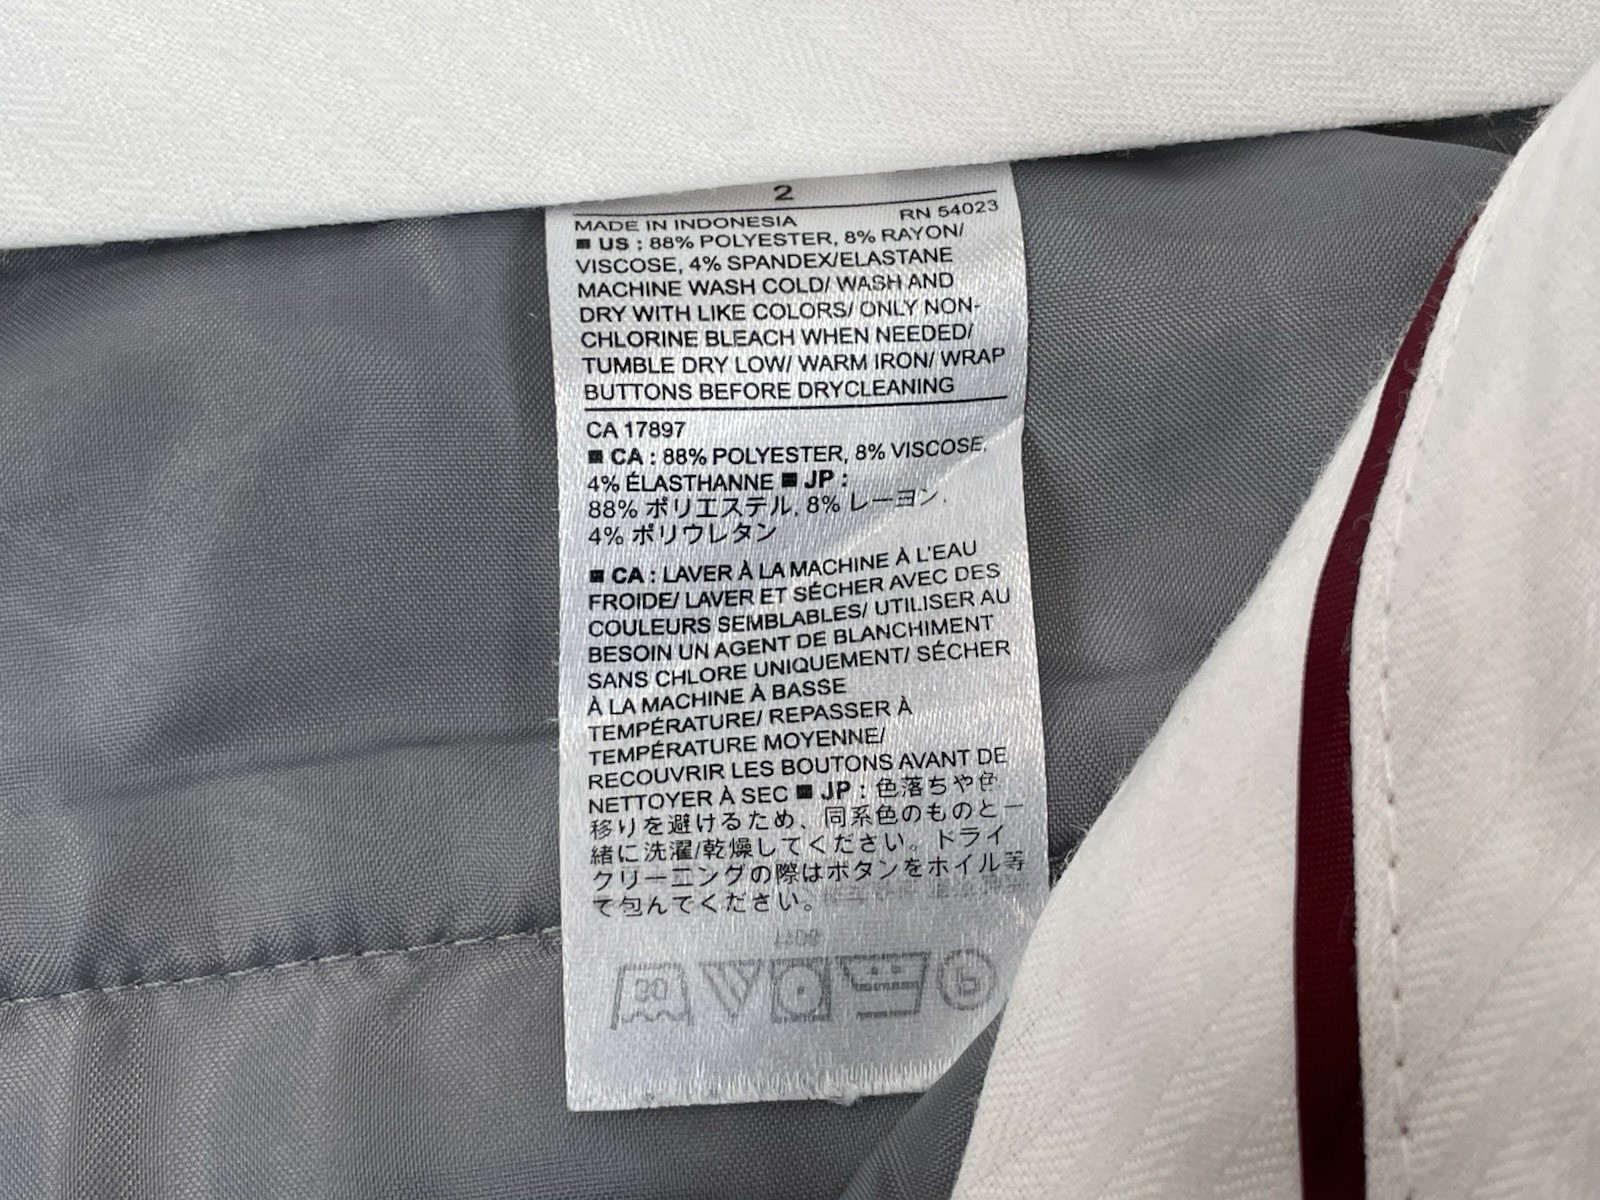 2
MADE IN INDONESIA RN 54023
■ US : 88% POLYESTER, 8% RAYON/
VISCOSE, 4% SPANDEX/ELASTANE
MACHINE WASH COLD/ WASH AND
DRY WITH LIKE COLORS/ ONLY NON-
CHLORINE BLEACH WHEN NEEDED/
TUMBLE DRY LOW/ WARM IRON/ WRAP
BUTTONS BEFORE DRYCLEANING
CA 17897
■ CA : 88% POLYESTER, 8% VISCOSE,
4% ÉLASTHANNE ■ JP :
88% ポリエステル, 8% レーヨン,
4% ポリウレタン
■ CA : LAVER À LA MACHINE À L'EAU
FROIDE/ LAVER ET SÉCHER AVEC DES
COULEURS SEMBLABLES/ UTILISER AU
BESOIN UN AGENT DE BLANCHIMENT
SANS CHLORE UNIQUEMENT/ SÉCHER
À LA MACHINE À BASSE
TEMPÉRATURE/ REPASSER À
TEMPÉRATURE MOYENNE/
RECOUVRIR LES BOUTONS AVANT DE
NETTOYER À SEC ■ JP : 色落ちや色
移りを避けるため、同系色のものと一
緒に洗濯/乾燥してください。ドライ
クリーニングの際はボタンをホイル等
で包んでください。